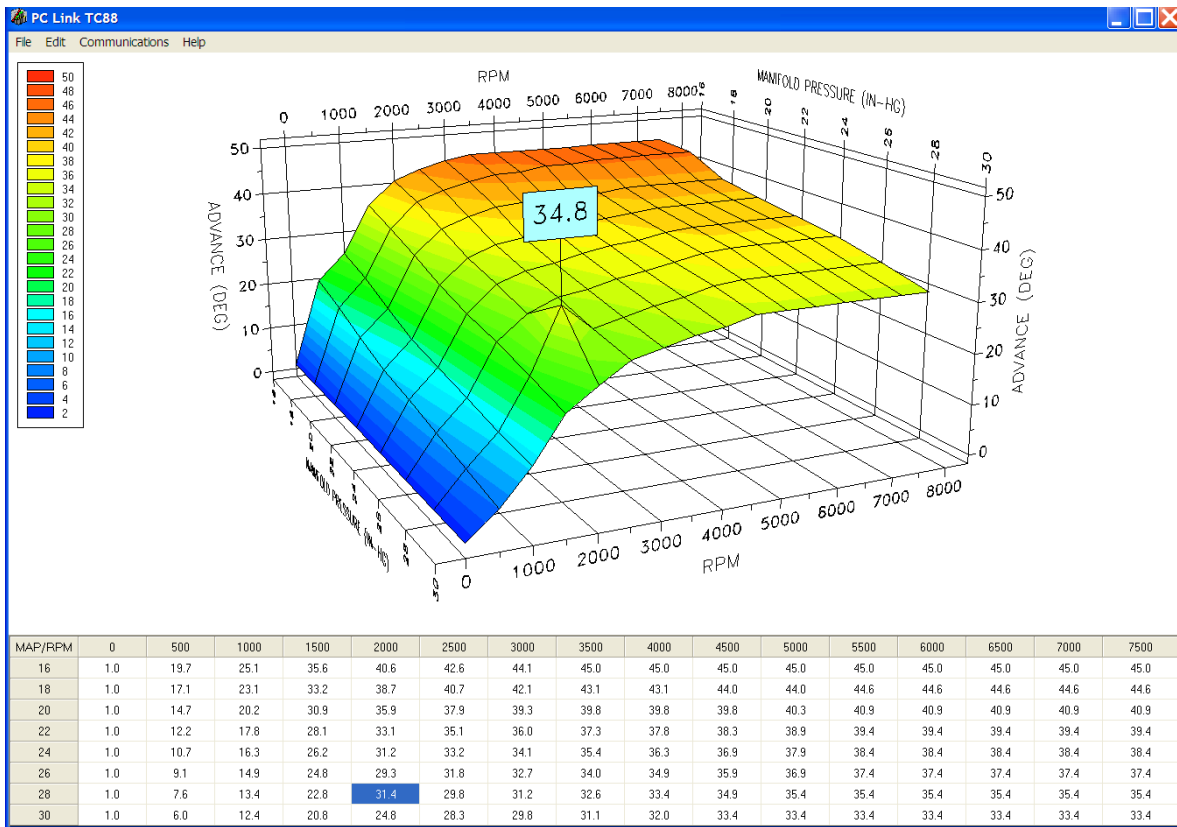 PC Link TC88
File Edit Communications Help
50
48
46
44
42
40
38
36
34
32
30
28
26
24
22
20
18
16
14
12
10
8
6
4
2
RPM
0 1000 2000 3000 4000 5000 6000 7000 8000
MANIFOLD PRESSURE (IN-HG)
16 18 20 22 24 26 28 30
ADVANCE (DEG)
50
40
30
20
10
0
34.8
50
40
30
20
10
0
ADVANCE (DEG)
MANIFOLD PRESSURE (IN-HG)
30
0 1000 2000 3000 4000 5000 6000 7000 8000
RPM
MAP/RPM 0 500 1000 1500 2000 2500 3000 3500 4000 4500 5000 5500 6000 6500 7000 7500
16 1.0 19.7 25.1 35.6 40.6 42.6 44.1 45.0 45.0 45.0 45.0 45.0 45.0 45.0 45.0 45.0
18 1.0 17.1 23.1 33.2 38.7 40.7 42.1 43.1 43.1 44.0 44.0 44.6 44.6 44.6 44.6 44.6
20 1.0 14.7 20.2 30.9 35.9 37.9 39.3 39.8 39.8 39.8 40.3 40.9 40.9 40.9 40.9 40.9
22 1.0 12.2 17.8 28.1 33.1 35.1 36.0 37.3 37.8 38.3 38.9 39.4 39.4 39.4 39.4 39.4
24 1.0 10.7 16.3 26.2 31.2 33.2 34.1 35.4 36.3 36.9 37.9 38.4 38.4 38.4 38.4 38.4
26 1.0 9.1 14.9 24.8 29.3 31.8 32.7 34.0 34.9 35.9 36.9 37.4 37.4 37.4 37.4 37.4
28 1.0 7.6 13.4 22.8 31.4 29.8 31.2 32.6 33.4 34.9 35.4 35.4 35.4 35.4 35.4 35.4
30 1.0 6.0 12.4 20.8 24.8 28.3 29.8 31.1 32.0 33.4 33.4 33.4 33.4 33.4 33.4 33.4